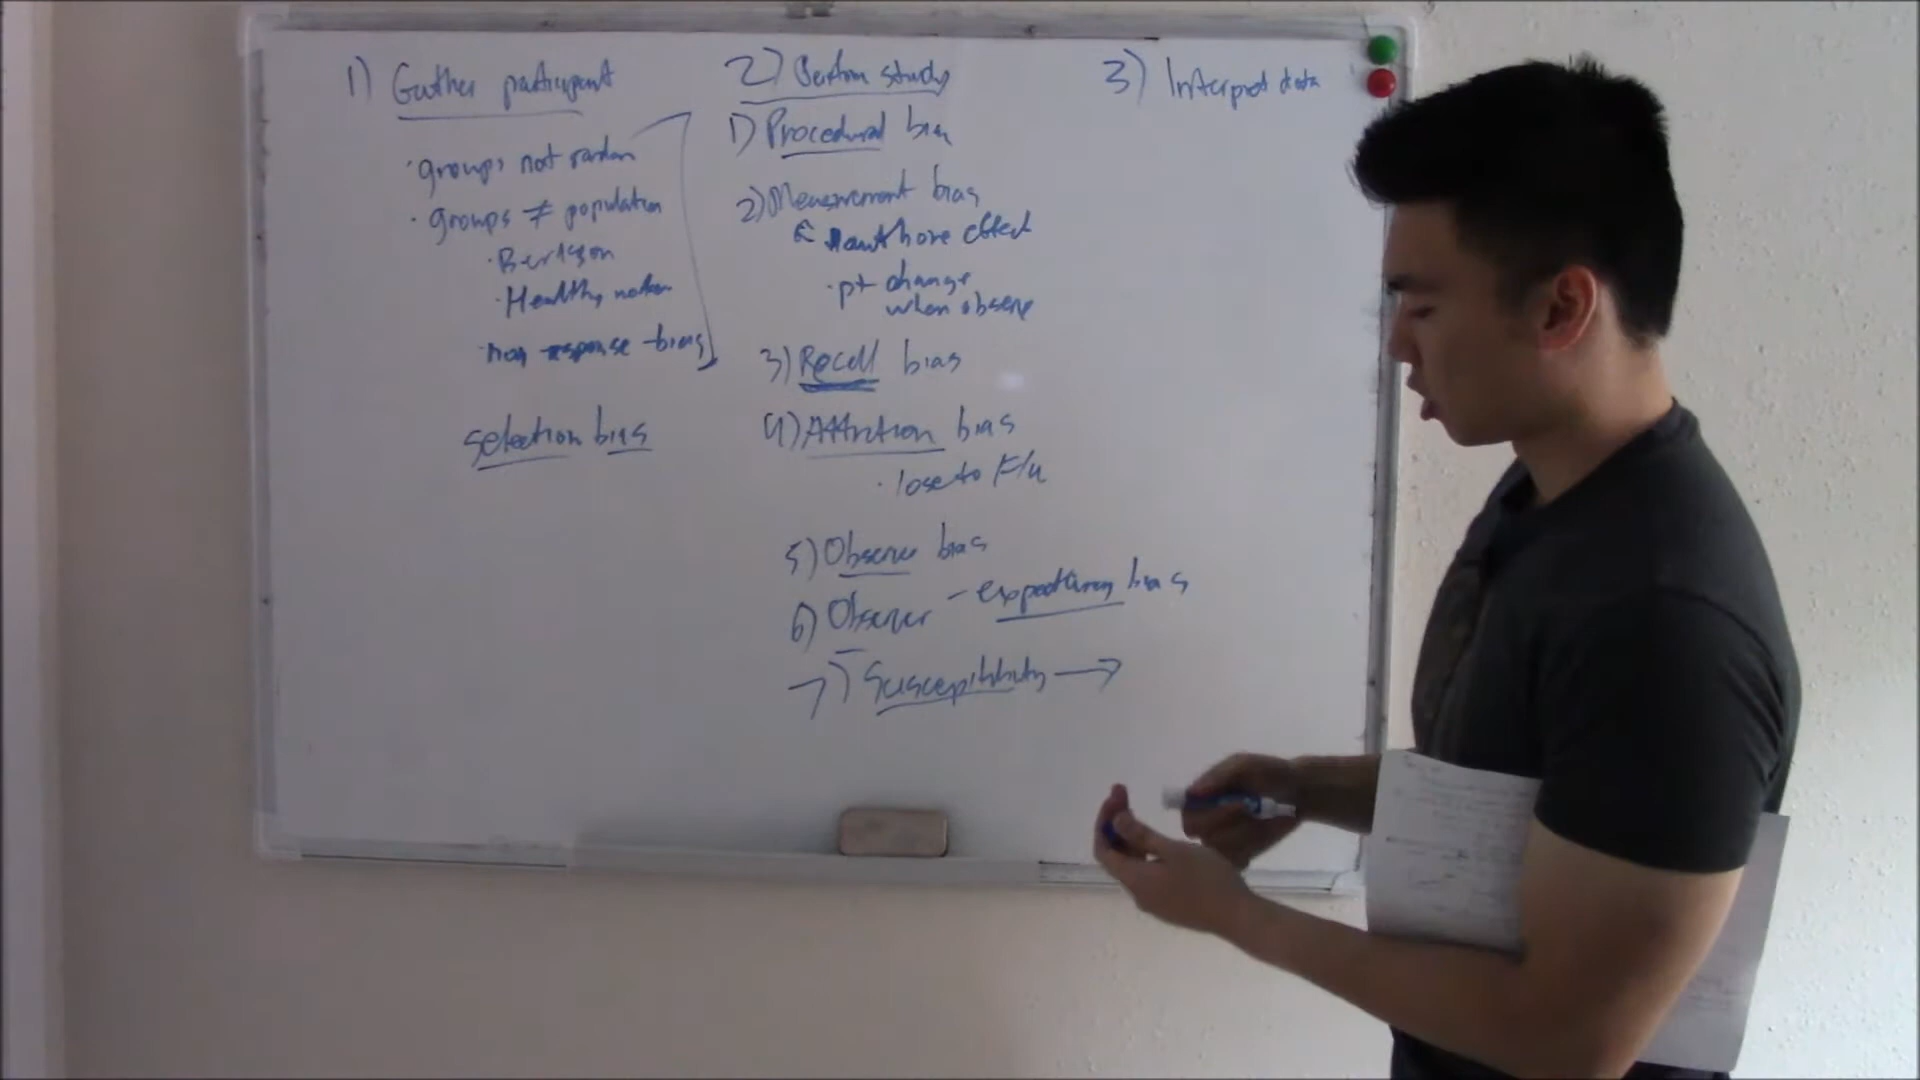 1) Gather participant
· groups not random
· groups ≠ population
· Berkson
· Healthy worker
· non response bias
selection bias
2) Perform study
1) Procedural bias
2) Measurement bias
Hawthorne effect
· pt change
when observe
3) Recall bias
4) Attrition bias
· lose to F/u
5) Observer bias
6) Observer - expectancy bias
7) Susceptibility →
3) Interpret data